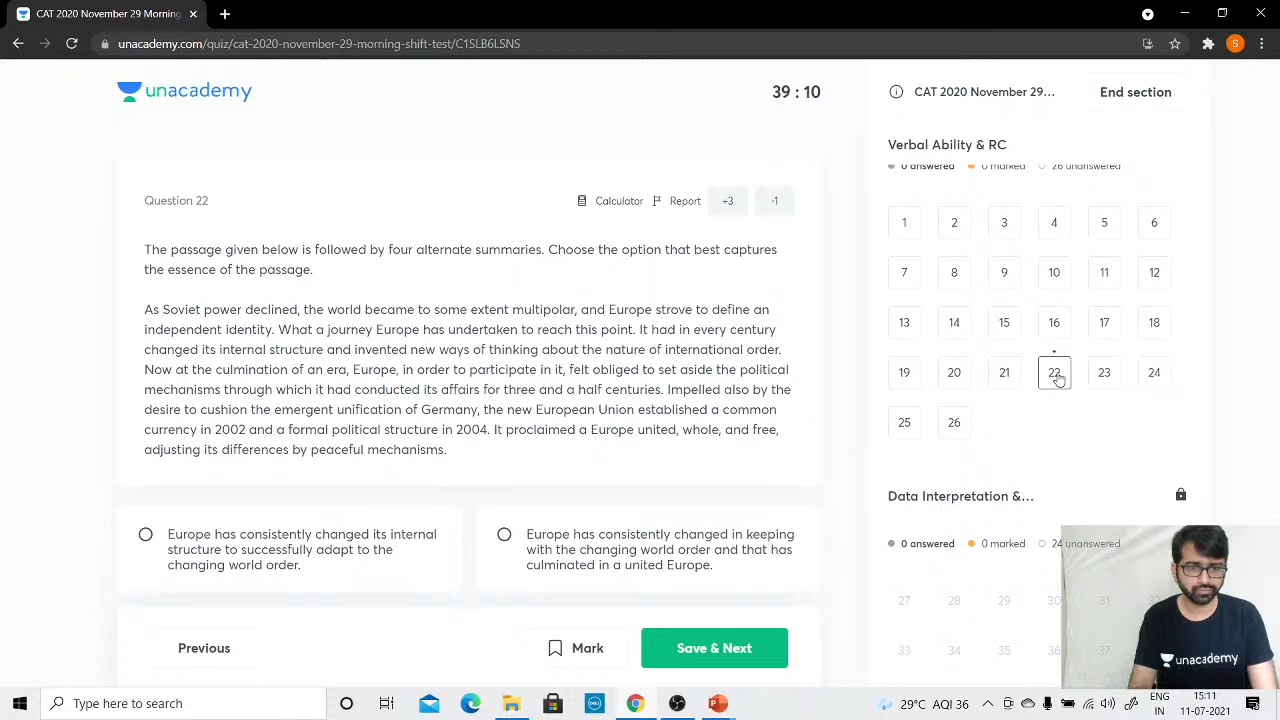 CAT 2020 November 29 Morning
unacademy.com/quiz/cat-2020-november-29-morning-shift-test/C1SLB6LSNS
S
unacademy
39 : 10
CAT 2020 November 29...
End section
Question 22
Calculator
Report
+3
-1
The passage given below is followed by four alternate summaries. Choose the option that best captures
the essence of the passage.
As Soviet power declined, the world became to some extent multipolar, and Europe strove to define an
independent identity. What a journey Europe has undertaken to reach this point. It had in every century
changed its internal structure and invented new ways of thinking about the nature of international order.
Now at the culmination of an era, Europe, in order to participate in it, felt obliged to set aside the political
mechanisms through which it had conducted its affairs for three and a half centuries. Impelled also by the
desire to cushion the emergent unification of Germany, the new European Union established a common
currency in 2002 and a formal political structure in 2004. It proclaimed a Europe united, whole, and free,
adjusting its differences by peaceful mechanisms.
Europe has consistently changed its internal
structure to successfully adapt to the
changing world order.
Europe has consistently changed in keeping
with the changing world order and that has
culminated in a united Europe.
Previous
Mark
Save & Next
Verbal Ability & RC
0 answered 0 marked 26 unanswered
1 2 3 4 5 6
7 8 9 10 11 12
13 14 15 16 17 18
19 20 21 22 23 24
25 26
Data Interpretation &...
0 answered 0 marked 24 unanswered
27 28 29 30 31 32
33 34 35 36 37
unacademy
Type here to search
29°C AQI 36
ENG
IN
15:11
11-07-2021